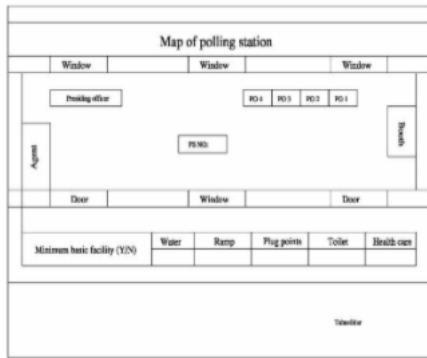 Map of polling station
Window Window Window
Presiding officer PO 4 PO 3 PO 2 PO 1
Booth
Agent
PS NO:
Door Window Door
Minimum basic facility (Y/N) Water Ramp Plug points Toilet Health care